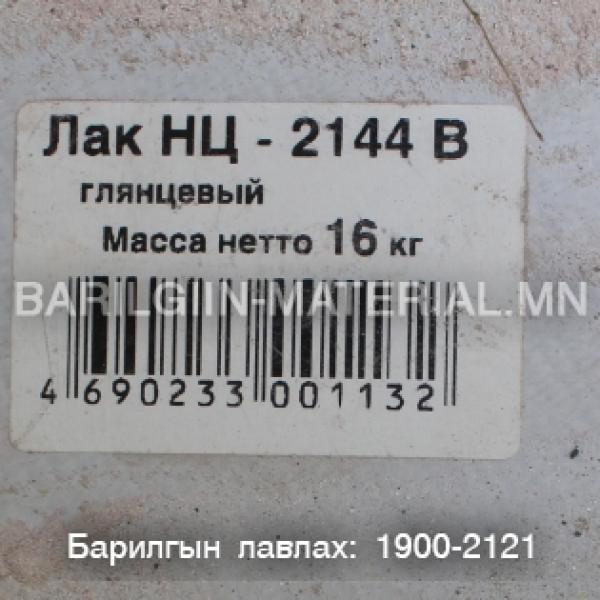 Лак НЦ - 2144 В
глянцевый
Масса нетто 16 кг
BARILGIIN-MATERIAL.MN
4 690233 001132
Барилгын лавлах: 1900-2121